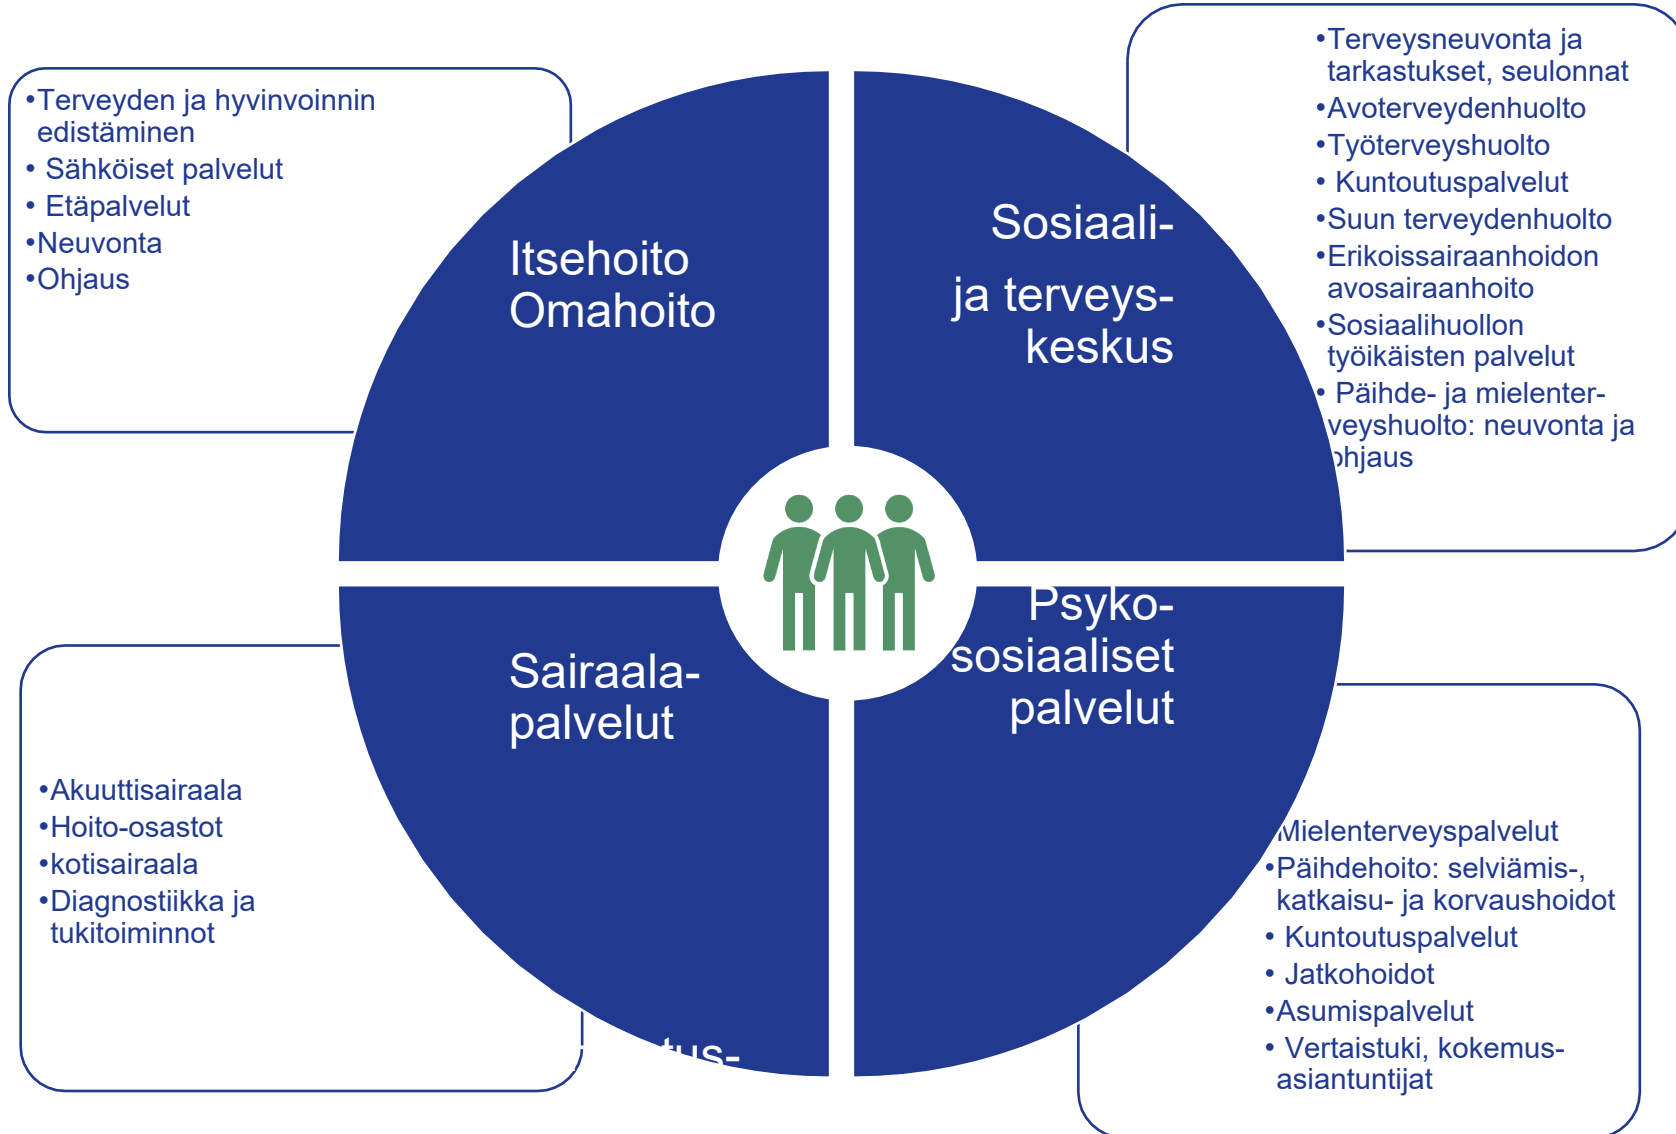 •Terveyden ja hyvinvoinnin
edistäminen
• Sähköiset palvelut
• Etäpalvelut
•Neuvonta
•Ohjaus
Itsehoito
Omahoito
Sosiaali-
ja terveys-
keskus
•Terveysneuvonta ja
tarkastukset, seulonnat
•Avoterveydenhuolto
•Työterveyshuolto
• Kuntoutuspalvelut
•Suun terveydenhuolto
•Erikoissairaanhoidon
avosairaanhoito
•Sosiaalihuollon
työikäisten palvelut
• Päihde- ja mielenter-
veyshuolto: neuvonta ja
ohjaus
Sairaala-
palvelut
Psyko-
sosiaaliset
palvelut
•Akuuttisairaala
•Hoito-osastot
•kotisairaala
•Diagnostiikka ja
tukitoiminnot
Mielenterveyspalvelut
•Päihdehoito: selviämis-,
katkaisu- ja korvaushoidot
• Kuntoutuspalvelut
• Jatkohoidot
•Asumispalvelut
• Vertaistuki, kokemus-
asiantuntijat